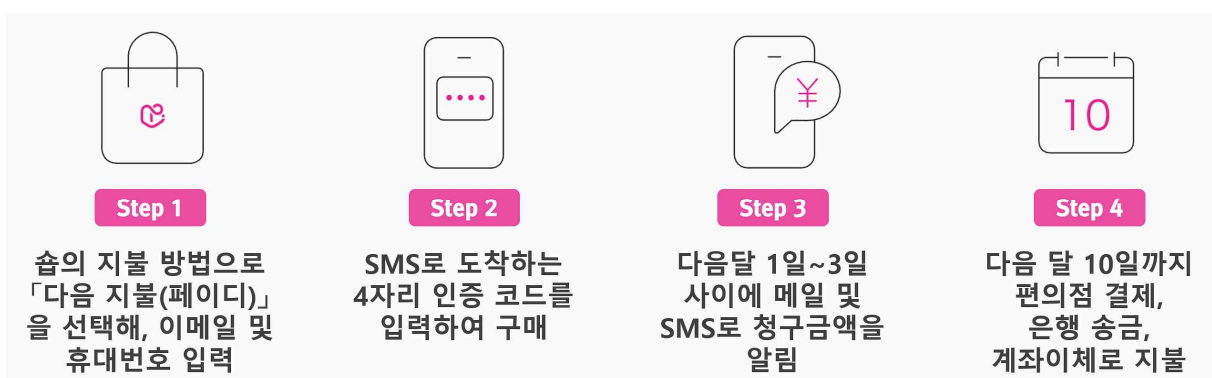 ¥
10
Step 1
숍의 지불 방법으로
「다음 지불(페이디)」
을 선택해, 이메일 및
휴대번호 입력
Step 2
SMS로 도착하는
4자리 인증 코드를
입력하여 구매
Step 3
다음달 1일~3일
사이에 메일 및
SMS로 청구금액을
알림
Step 4
다음 달 10일까지
편의점 결제,
은행 송금,
계좌이체로 지불